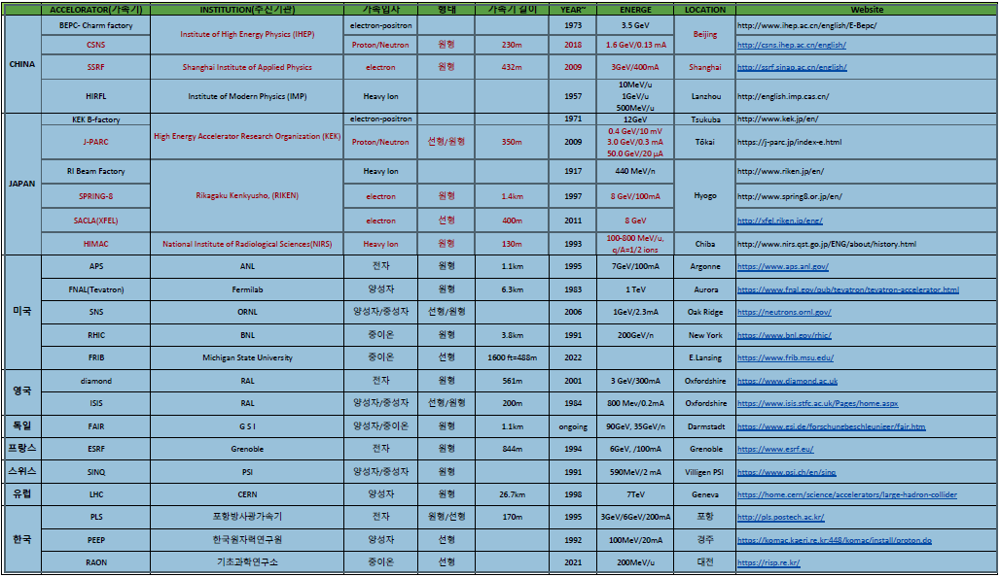 ACCELORATOR(가속기) INSTITUTION(주신기관) 가속입사 형태 가속기 길이 YEAR~ ENERGE LOCATION Website
CHINA
BEPC- Charm factory Institute of High Energy Physics (IHEP) electron-positron 1973 3.5 GeV Beijing http://www.ihep.ac.cn/english/E-Bepc/
CSNS Proton/Neutron 원형 230m 2018 1.6 GeV/0.13 mA http://csns.ihep.ac.cn/english/
SSRF Shanghai Institute of Applied Physics electron 원형 432m 2009 3GeV/400mA Shanghai http://ssrf.sinap.ac.cn/english/
HIRFL Institute of Modern Physics (IMP) Heavy Ion 1957 10MeV/u
1GeV/u
500MeV/u Lanzhou http://english.imp.cas.cn/
JAPAN
KEK B-factory High Energy Accelerator Research Organization (KEK) electron-positron 1971 12GeV Tsukuba http://www.kek.jp/en/
J-PARC Proton/Neutron 선형/원형 350m 2009 0.4 GeV/10 mV
3.0 GeV/0.3 mA
50.0 GeV/20 µA Tōkai https://j-parc.jp/index-e.html
RI Beam Factory Rikagaku Kenkyusho, (RIKEN) Heavy Ion 1917 440 MeV/n Hyogo http://www.riken.jp/en/
SPRING-8 electron 원형 1.4km 1997 8 GeV/100mA http://www.spring8.or.jp/en/
SACLA(XFEL) electron 선형 400m 2011 8 GeV http://xfel.riken.jp/eng/
HIMAC National Institute of Radiological Sciences(NIRS) Heavy Ion 원형 130m 1993 100-800 MeV/u,
q/A=1/2 ions Chiba http://www.nirs.qst.go.jp/ENG/about/history.html
미국
APS ANL 전자 원형 1.1km 1995 7GeV/100mA Argonne https://www.aps.anl.gov/
FNAL(Tevatron) Fermilab 양성자 원형 6.3km 1983 1 TeV Aurora https://www.fnal.gov/pub/tevatron/tevatron-accelerator.html
SNS ORNL 양성자/중성자 선형/원형 2006 1GeV/2.3mA Oak Ridge https://neutrons.ornl.gov/
RHIC BNL 중이온 원형 3.8km 1991 200GeV/n New York https://www.bnl.gov/rhic/
FRIB Michigan State University 중이온 선형 1600 ft=488m 2022 E.Lansing https://www.frib.msu.edu/
영국
diamond RAL 전자 원형 561m 2001 3 GeV/300mA Oxfordshire https://www.diamond.ac.uk
ISIS RAL 양성자/중성자 선형/원형 200m 1984 800 Mev/0.2mA Oxfordshire https://www.isis.stfc.ac.uk/Pages/home.aspx
독일 FAIR G S I 양성자/중이온 원형 1.1km ongoing 90GeV, 35GeV/n Darmstadt https://www.gsi.de/forschungbeschleuniger/fair.htm
프랑스 ESRF Grenoble 전자 원형 844m 1994 6GeV, /100mA Grenoble https://www.esrf.eu/
스위스 SINQ PSI 양성자/중성자 원형 1991 590MeV/2 mA Villigen PSI https://www.psi.ch/en/sinq
유럽 LHC CERN 양성자 원형 26.7km 1998 7TeV Geneva https://home.cern/science/accelerators/large-hadron-collider
한국
PLS 포항방사광가속기 전자 원형/선형 170m 1995 3GeV/6GeV/200mA 포항 http://pls.postech.ac.kr/
PEEP 한국원자력연구원 양성자 선형 1992 100MeV/20mA 경주 https://komac.kaeri.re.kr:448/komac/install/proton.do
RAON 기초과학연구소 중이온 선형 2021 200MeV/u 대전 https://risp.re.kr/